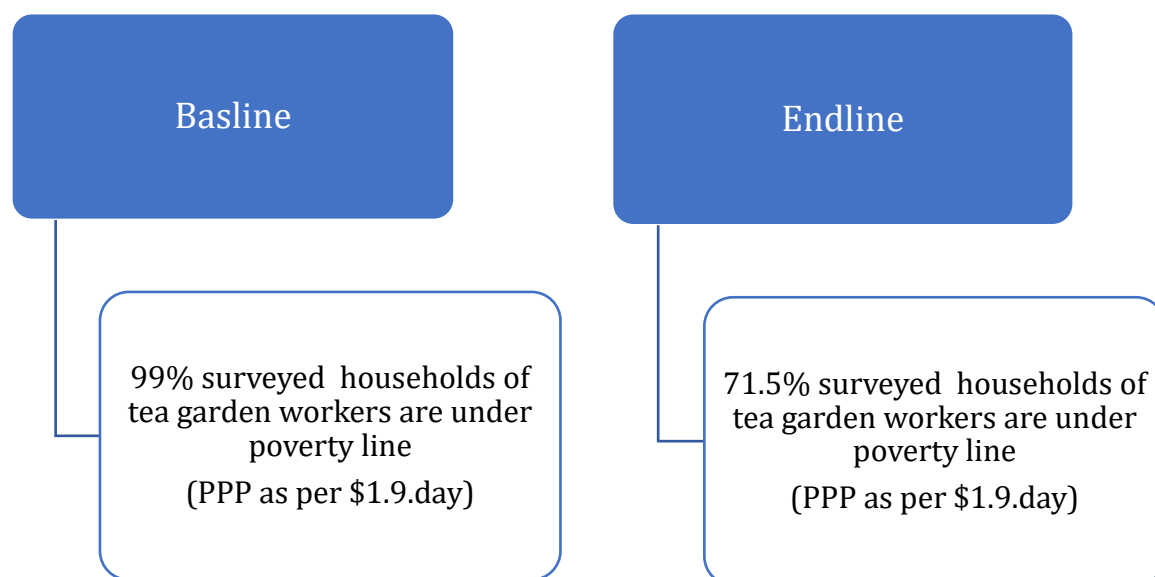 Basline
99% surveyed households of
tea garden workers are under
poverty line
(PPP as per $1.9.day)
Endline
71.5% surveyed households of
tea garden workers are under
poverty line
(PPP as per $1.9.day)